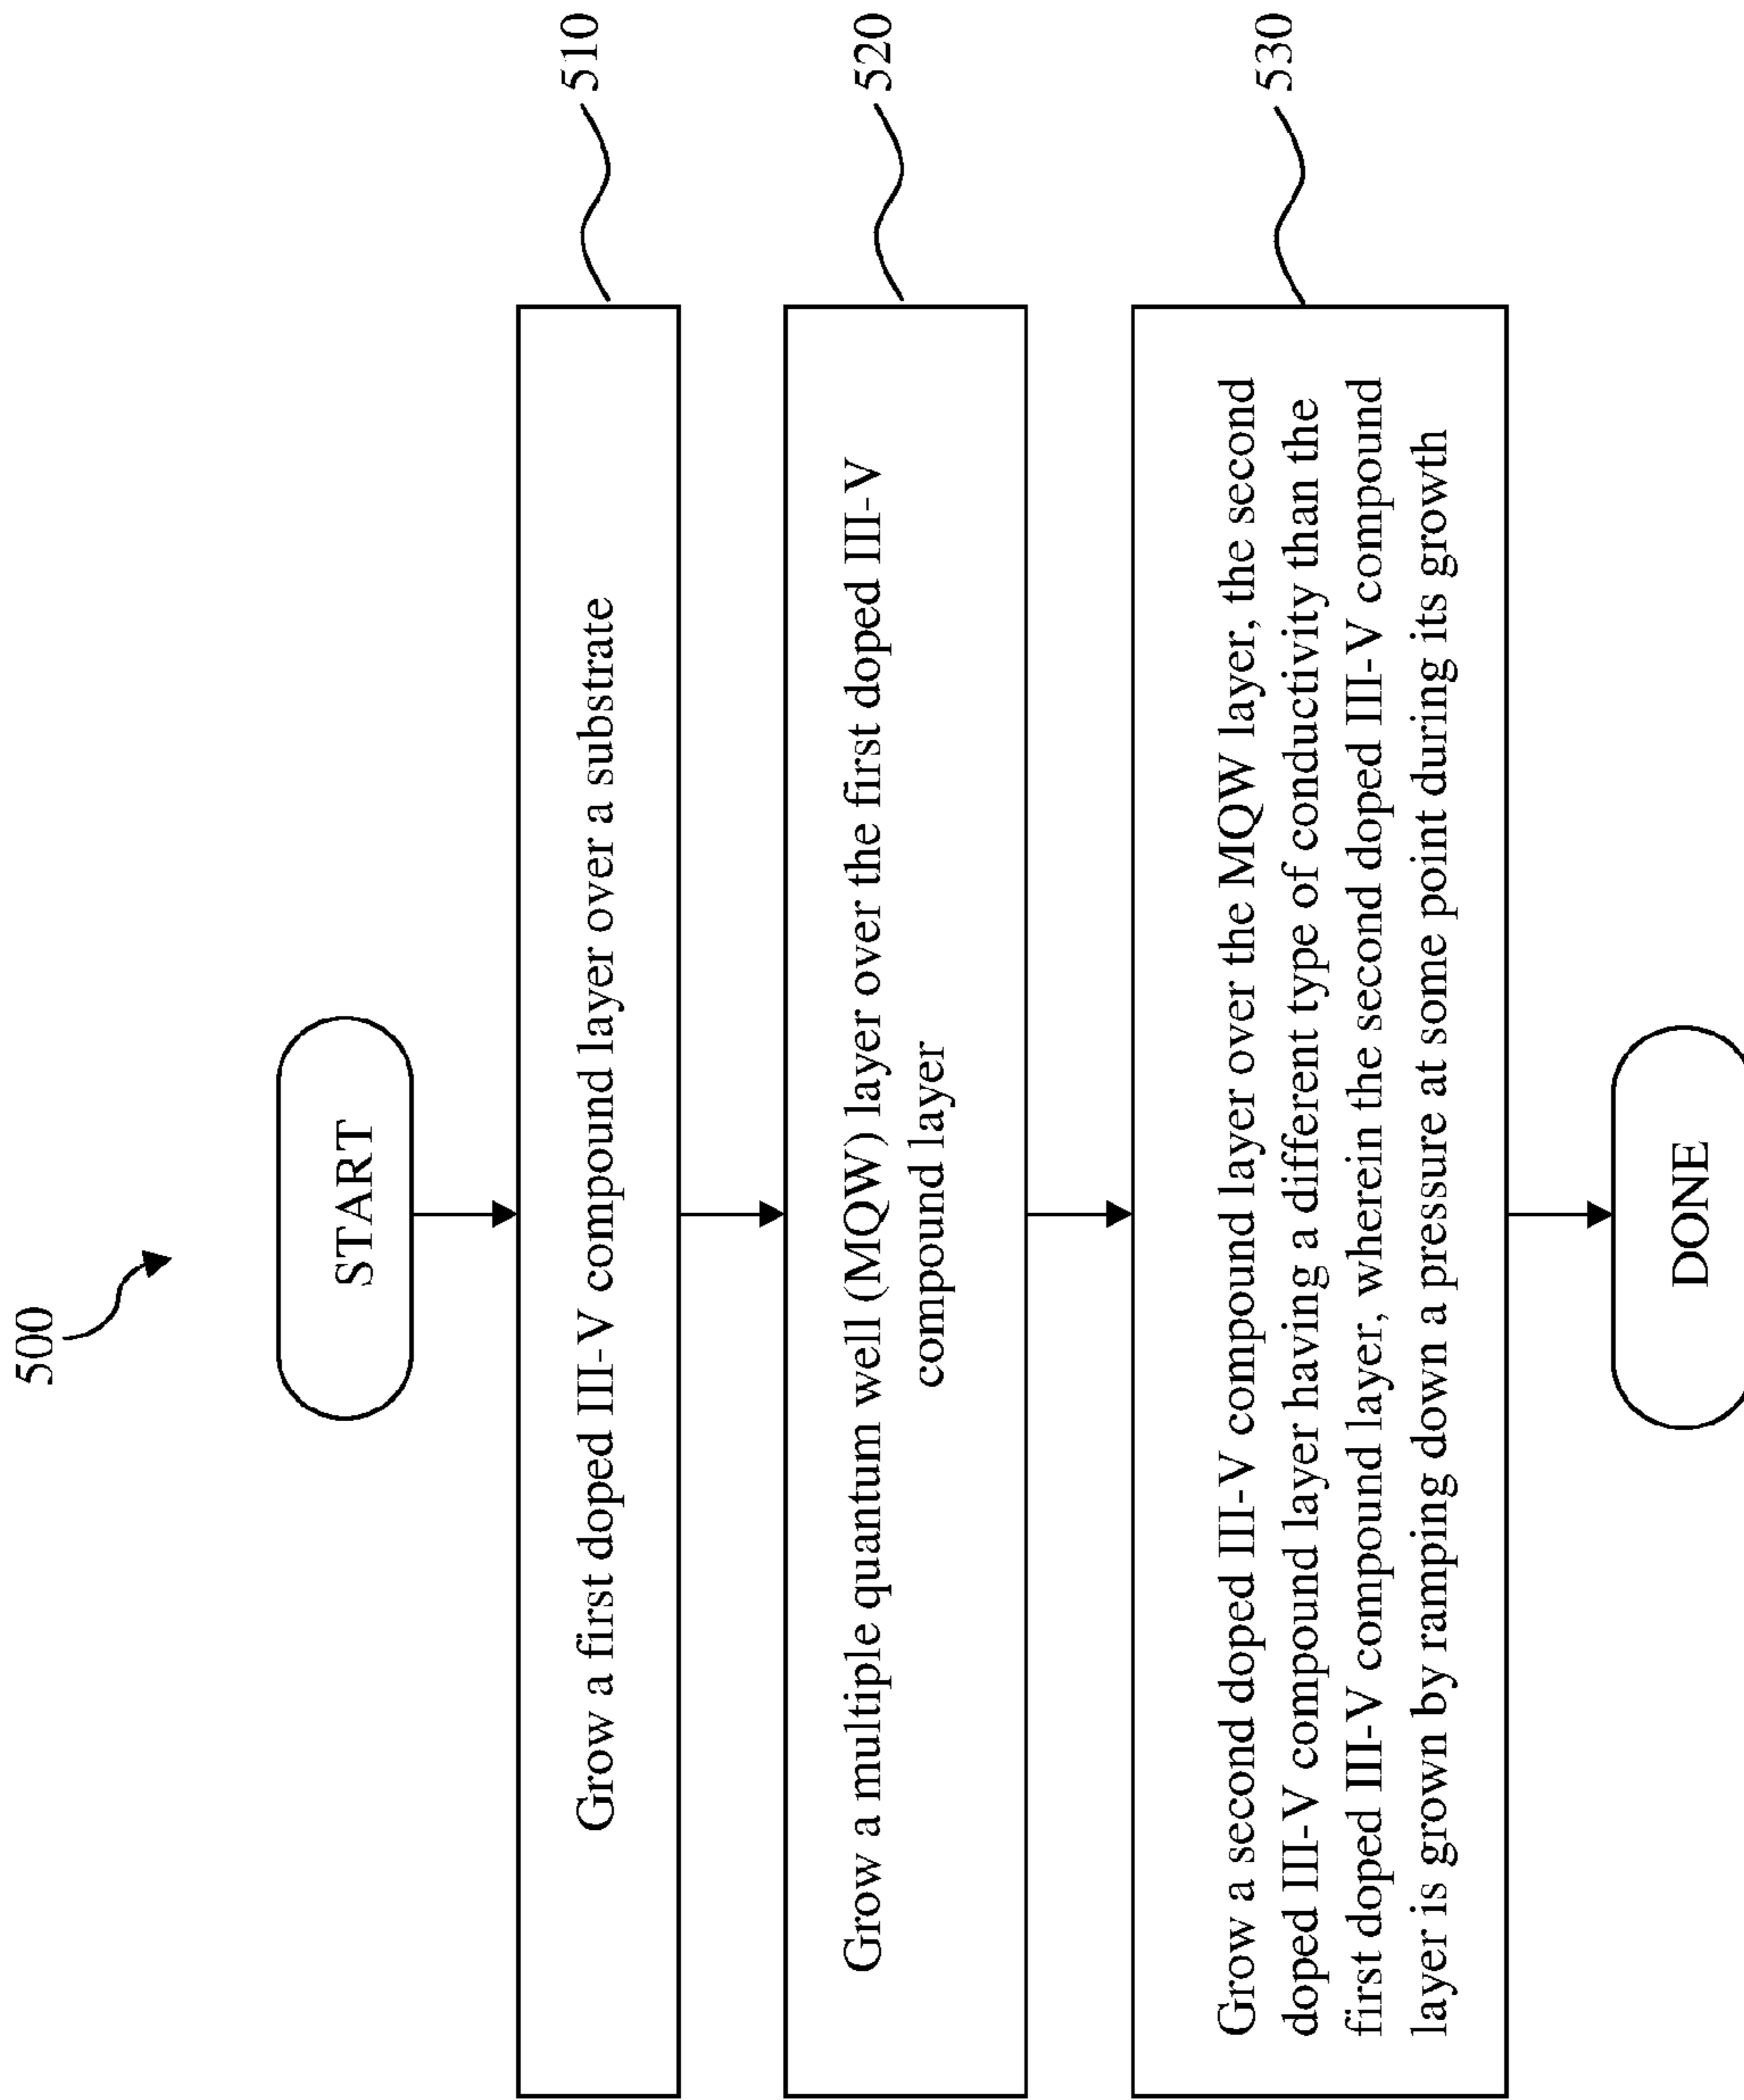 500
START
Grow a first doped III-V compound layer over a substrate
510
Grow a multiple quantum well (MQW) layer over the first doped III-V
compound layer
520
Grow a second doped III-V compound layer over the MQW layer, the second
doped III-V compound layer having a different type of conductivity than the
first doped III-V compound layer, wherein the second doped III-V compound
layer is grown by ramping down a pressure at some point during its growth
530
DONE